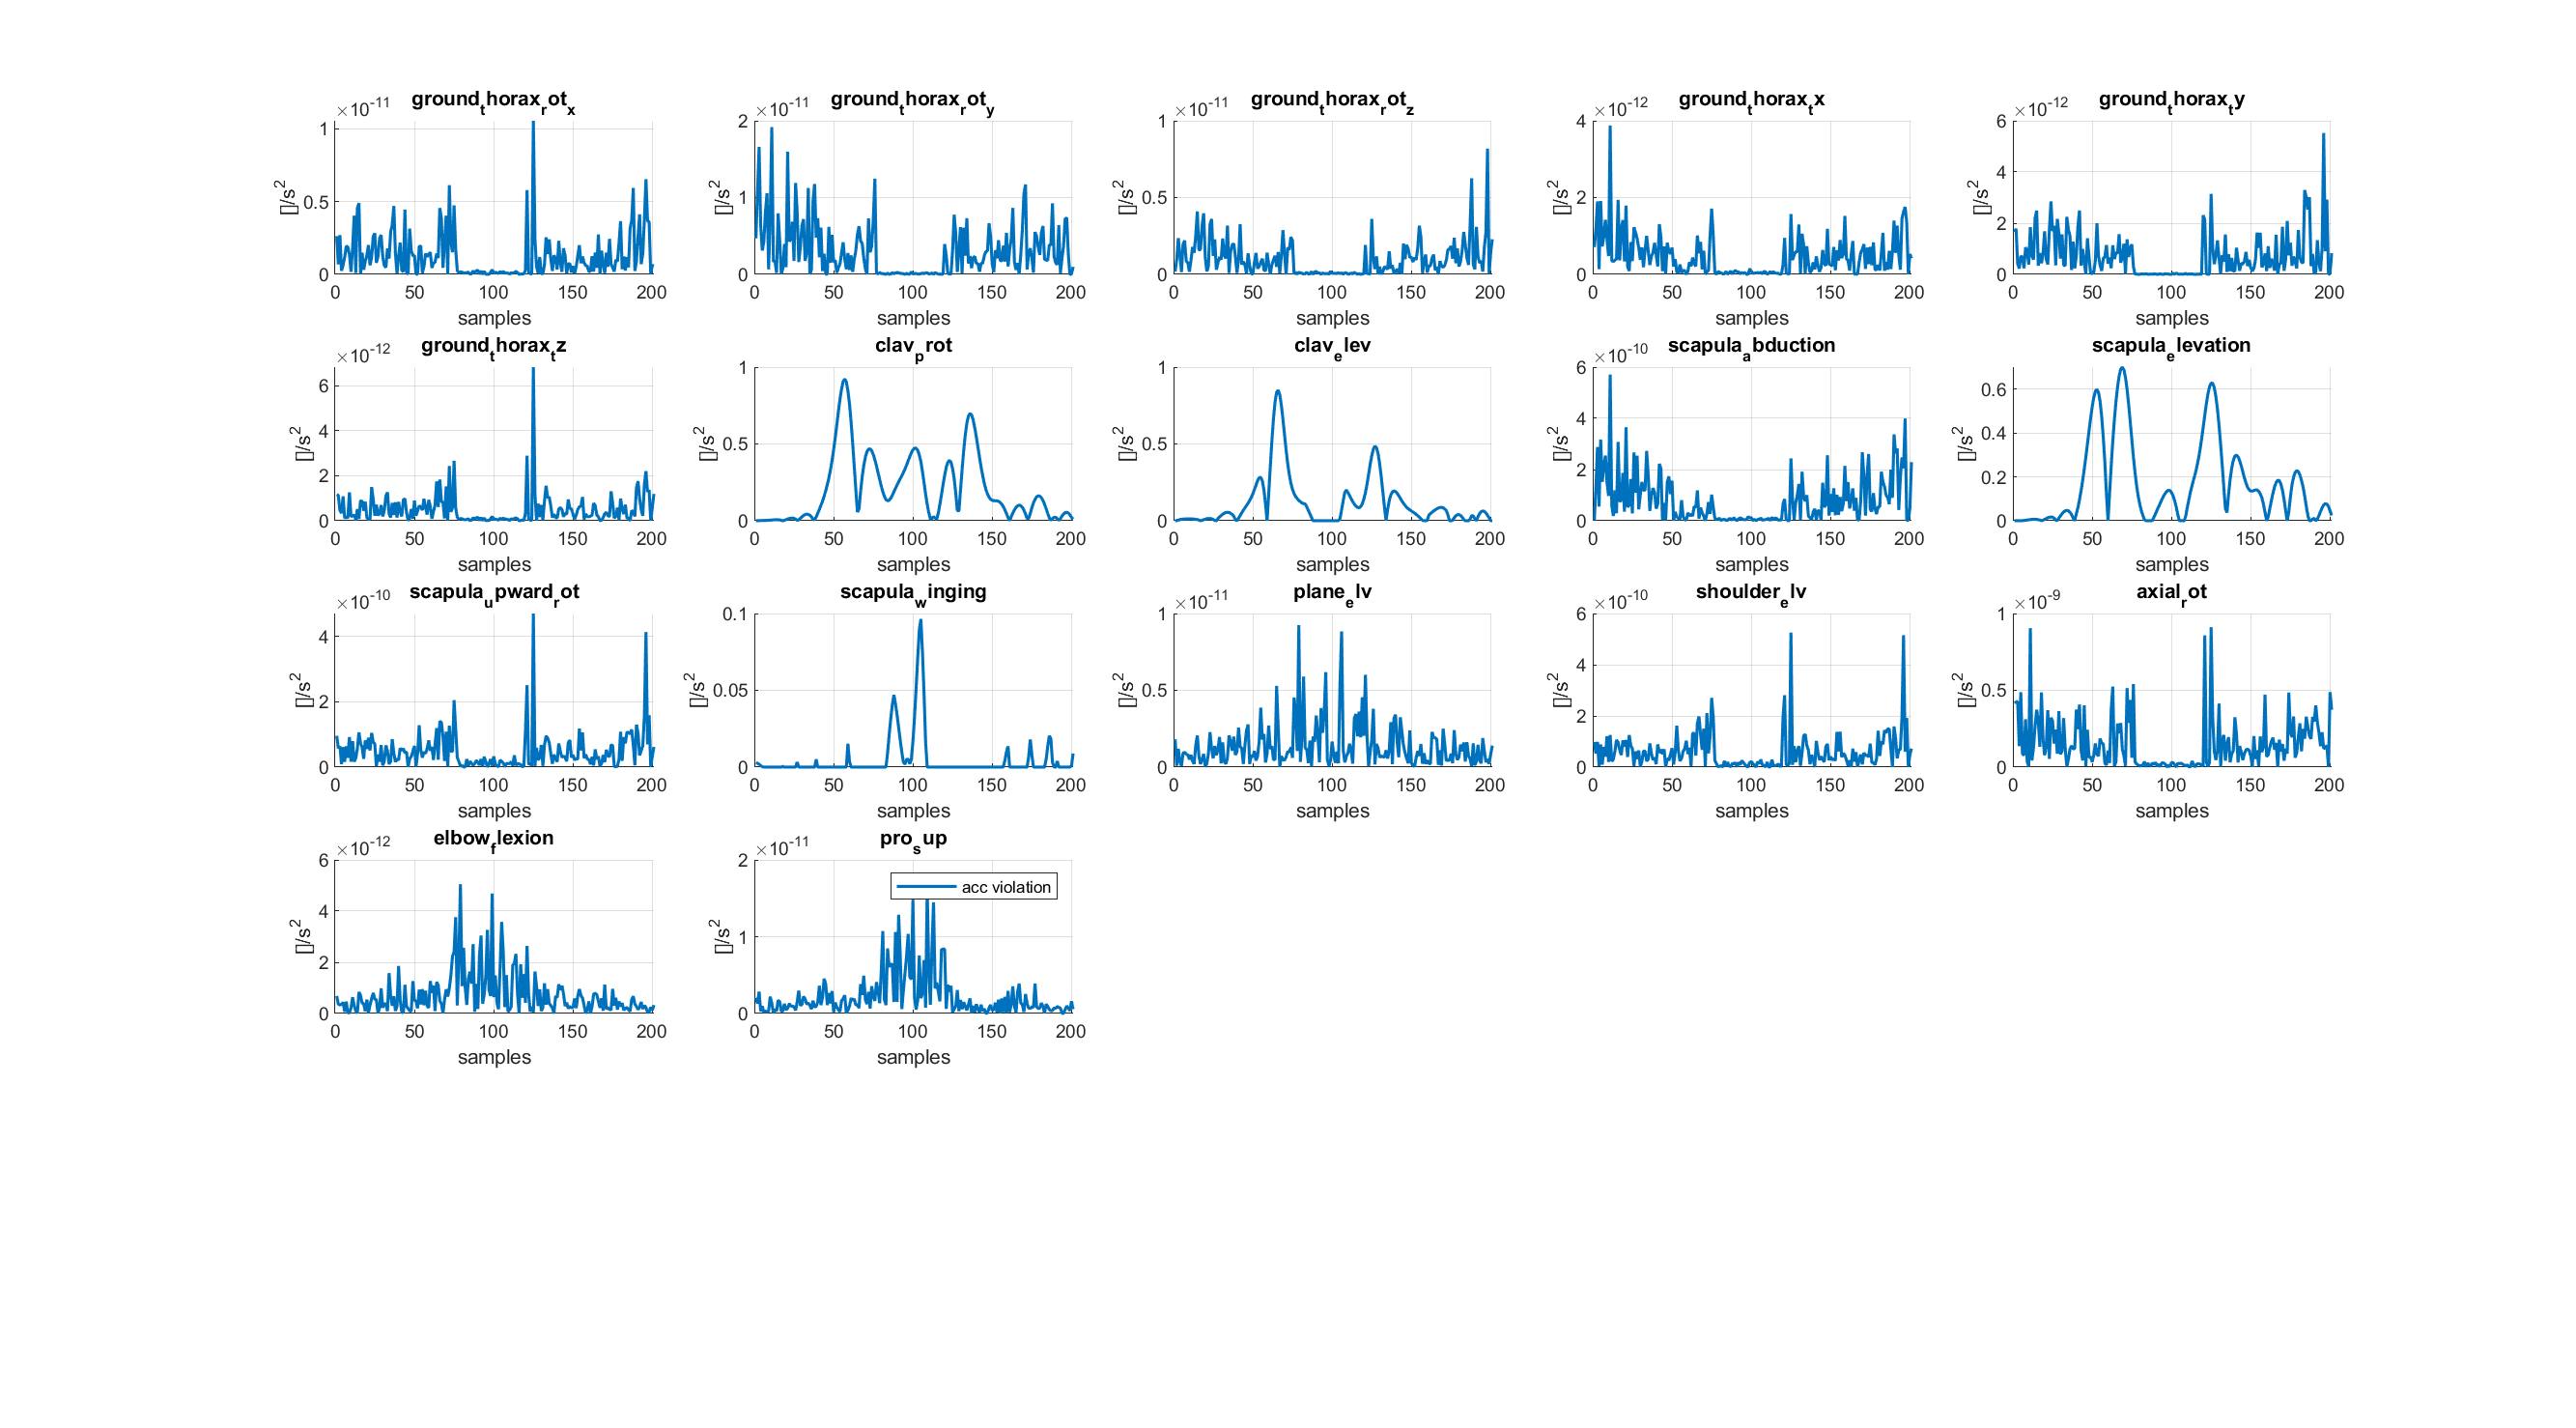 ×10-11 ground_thorax_rot_x
1
0.5
0
[]/s2
0 50 100 150 200
samples
×10-11 ground_thorax_rot_y
2
1
0
[]/s2
0 50 100 150 200
samples
×10-11 ground_thorax_rot_z
1
0.5
0
[]/s2
0 50 100 150 200
samples
×10-12 ground_thorax_tx
4
2
0
[]/s2
0 50 100 150 200
samples
×10-12 ground_thorax_ty
6
4
2
0
[]/s2
0 50 100 150 200
samples
×10-12 ground_thorax_tz
6
4
2
0
[]/s2
0 50 100 150 200
samples
clav_prot
1
0.5
0
[]/s2
0 50 100 150 200
samples
clav_elev
1
0.5
0
[]/s2
0 50 100 150 200
samples
×10-10 scapula_abduction
6
4
2
0
[]/s2
0 50 100 150 200
samples
scapula_elevation
0.6
0.4
0.2
0
[]/s2
0 50 100 150 200
samples
×10-10 scapula_upward_rot
4
2
0
[]/s2
0 50 100 150 200
samples
scapula_winging
0.1
0.05
0
[]/s2
0 50 100 150 200
samples
×10-11 plane_elv
1
0.5
0
[]/s2
0 50 100 150 200
samples
×10-10 shoulder_elv
6
4
2
0
[]/s2
0 50 100 150 200
samples
×10-9 axial_rot
1
0.5
0
[]/s2
0 50 100 150 200
samples
×10-12 elbow_flexion
6
4
2
0
[]/s2
0 50 100 150 200
samples
×10-11 pro_sup
2
1
0
[]/s2
acc violation
0 50 100 150 200
samples